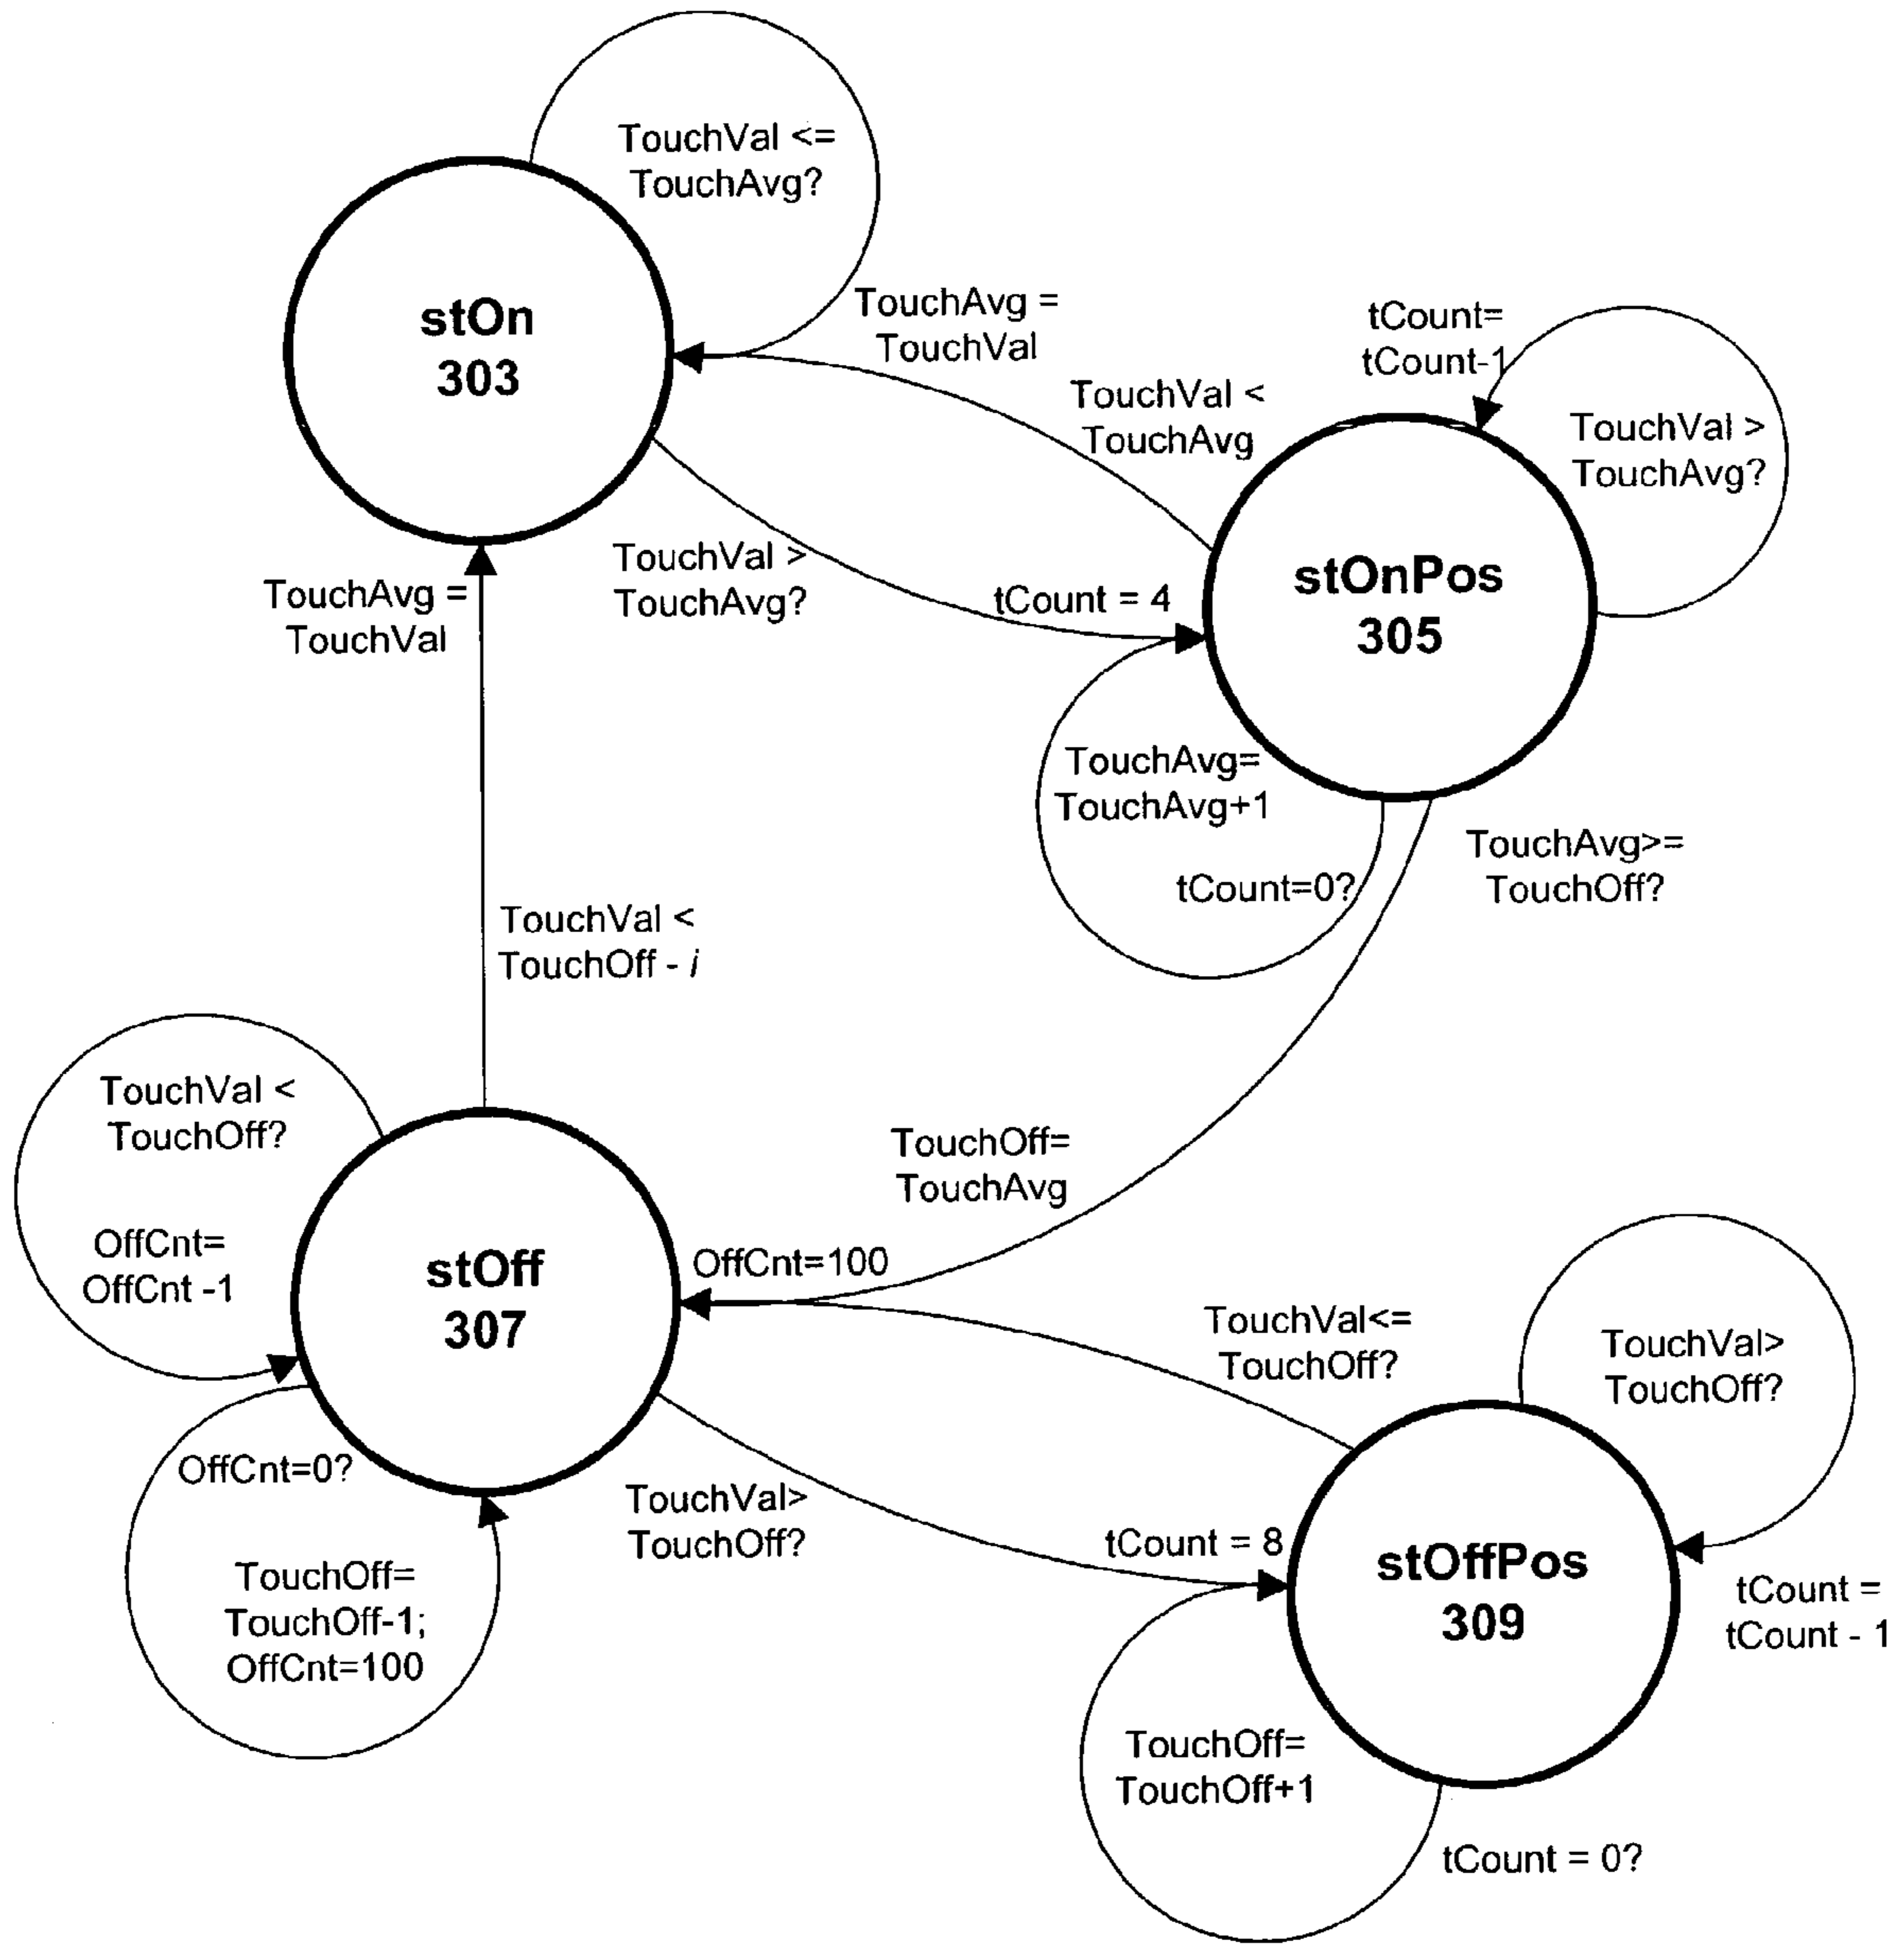 TouchVal <=
TouchAvg?
stOn
303
TouchAvg =
TouchVal
TouchVal <
TouchAvg
tCount=
tCount-1
TouchVal >
TouchAvg?
stOnPos
305
TouchVal >
TouchAvg?
tCount = 4
TouchAvg =
TouchVal
TouchAvg=
TouchAvg+1
tCount=0?
TouchAvg>=
TouchOff?
TouchVal <
TouchOff - i
TouchVal <
TouchOff?
OffCnt=
OffCnt -1
stOff
307
TouchOff=
TouchAvg
OffCnt=100
TouchVal<=
TouchOff?
TouchVal>
TouchOff?
OffCnt=0?
TouchOff=
TouchOff-1;
OffCnt=100
TouchVal>
TouchOff?
tCount = 8
stOffPos
309
tCount =
tCount - 1
TouchOff=
TouchOff+1
tCount = 0?